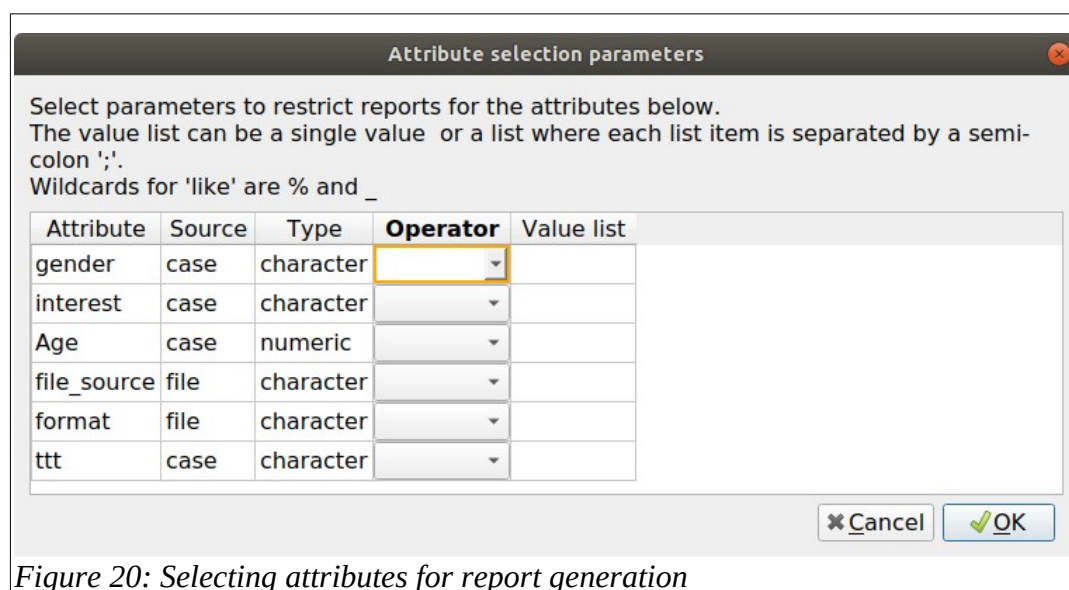 Attribute selection parameters
Select parameters to restrict reports for the attributes below.
The value list can be a single value  or a list where each list item is separated by a semi-
colon ';'.
Wildcards for 'like' are % and _
Attribute Source Type Operator Value list
gender case character
interest case character
Age case numeric
file_source file character
format file character
ttt case character
Cancel OK
Figure 20: Selecting attributes for report generation